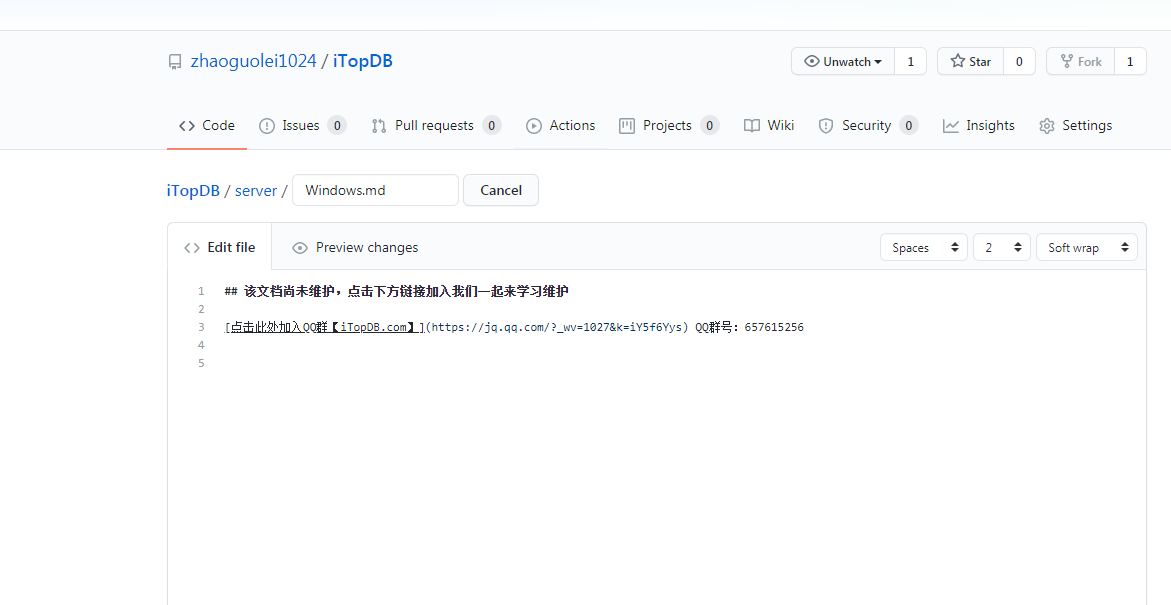 zhaoguolei1024 / iTopDB
Unwatch 1 Star 0 Fork 1
Code Issues 0 Pull requests 0 Actions Projects 0 Wiki Security 0 Insights Settings
iTopDB / server / Windows.md Cancel
Edit file Preview changes Spaces 2 Soft wrap
1 ## 该文档尚未维护，点击下方链接加入我们一起来学习维护
2
3 [点击此处加入QQ群【iTopDB.com】](https://jq.qq.com/?_wv=1027&k=iY5f6Yys) QQ群号：657615256
4
5